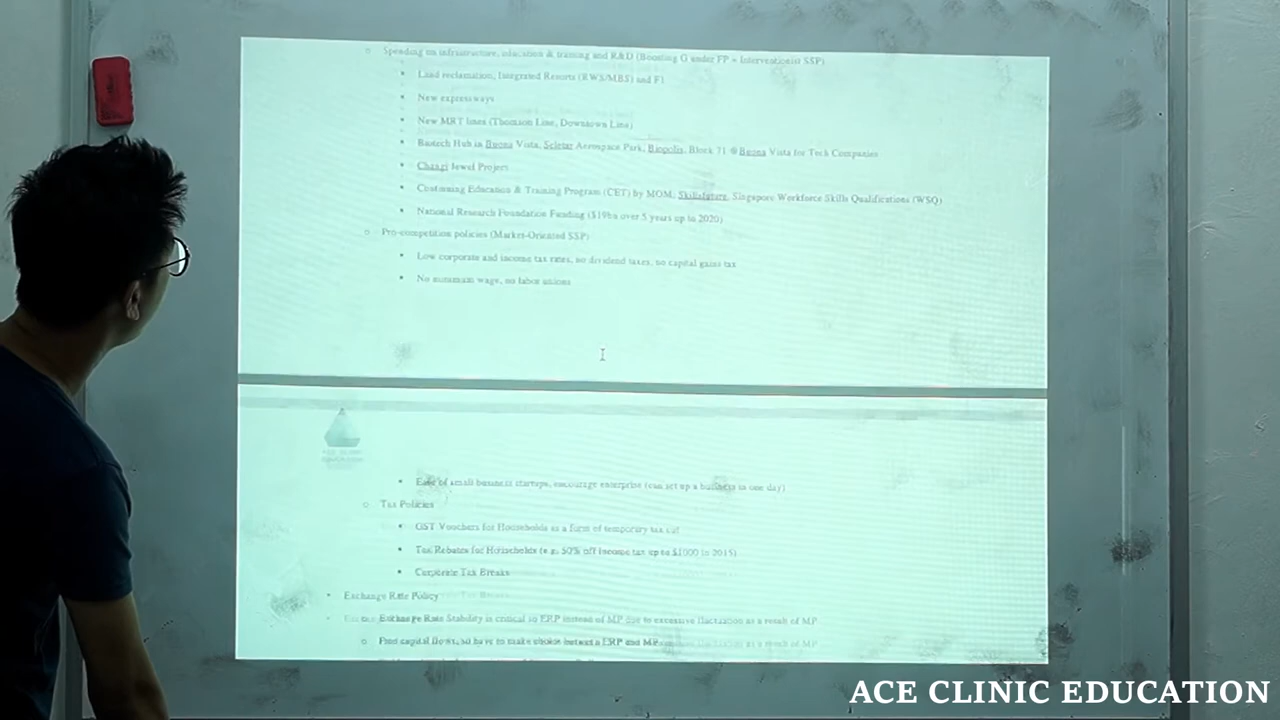 Spending on infrastructure, education & training and R&D (Boosting G under FP = Interventionist SSP)
Land reclamation, Integrated Resorts (RWS/MBS) and F1
New expressways
New MRT lines (Thomson Line, Downtown Line)
Biotech Hub in Buona Vista, Seletar Aerospace Park, Biopolis, Block 71 @ Buona Vista for Tech Companies
Changi Jewel Project
Continuing Education & Training Program (CET) by MOM, Skillsfuture, Singapore Workforce Skills Qualifications (WSQ)
National Research Foundation Funding ($19bn over 5 years up to 2020)
Pro-competition policies (Market-Oriented SSP)
Low corporate and income tax rates, no dividend taxes, no capital gains tax
No minimum wage, no labor unions
Ease of small business startups, encourage enterprise (can set up a business in one day)
Tax Policies
GST Vouchers for Households as a form of temporary tax cut
Tax Rebates for Households (e.g. 50% off income tax up to $1000 in 2015)
Corporate Tax Breaks
Exchange Rate Policy
Exchange Rate Stability is critical so ERP instead of MP due to excessive fluctuation as a result of MP
Free capital flows, so have to make choice between ERP and MP
ACE CLINIC EDUCATION